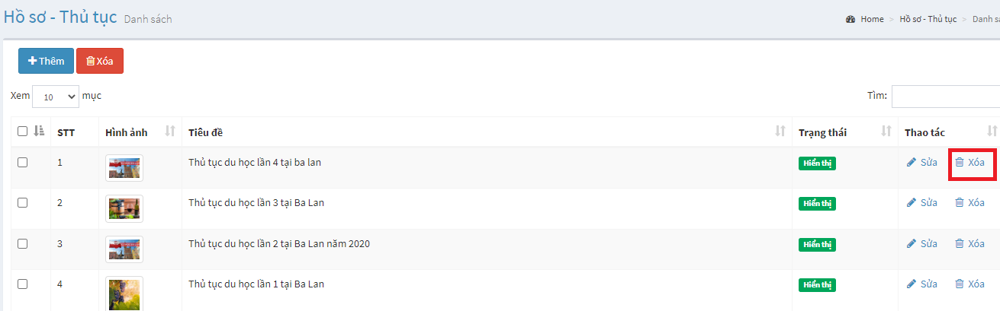 Hồ sơ - Thủ tục Danh sách
Home > Hồ sơ - Thủ tục > Danh sá
Thêm Xóa
Xem 10 mục
Tìm:
STT Hình ảnh Tiêu đề Trạng thái Thao tác
1 Thủ tục du học lần 4 tại ba lan Hiển thị Sửa Xóa
2 Thủ tục du học lần 3 tại Ba Lan Hiển thị Sửa Xóa
3 Thủ tục du học lần 2 tại Ba Lan năm 2020 Hiển thị Sửa Xóa
4 Thủ tục du học lần 1 tại Ba Lan Hiển thị Sửa Xóa